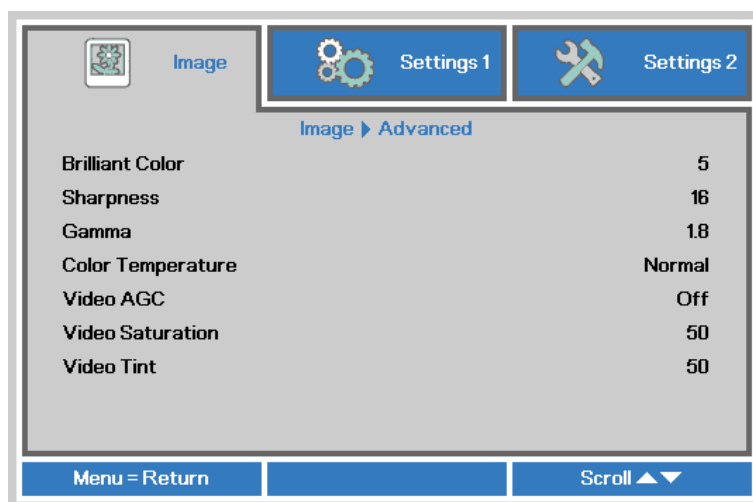 Image Settings 1 Settings 2
Image ▶ Advanced
Brilliant Color 5
Sharpness 16
Gamma 1.8
Color Temperature Normal
Video AGC Off
Video Saturation 50
Video Tint 50
Menu = Return Scroll ▲▼